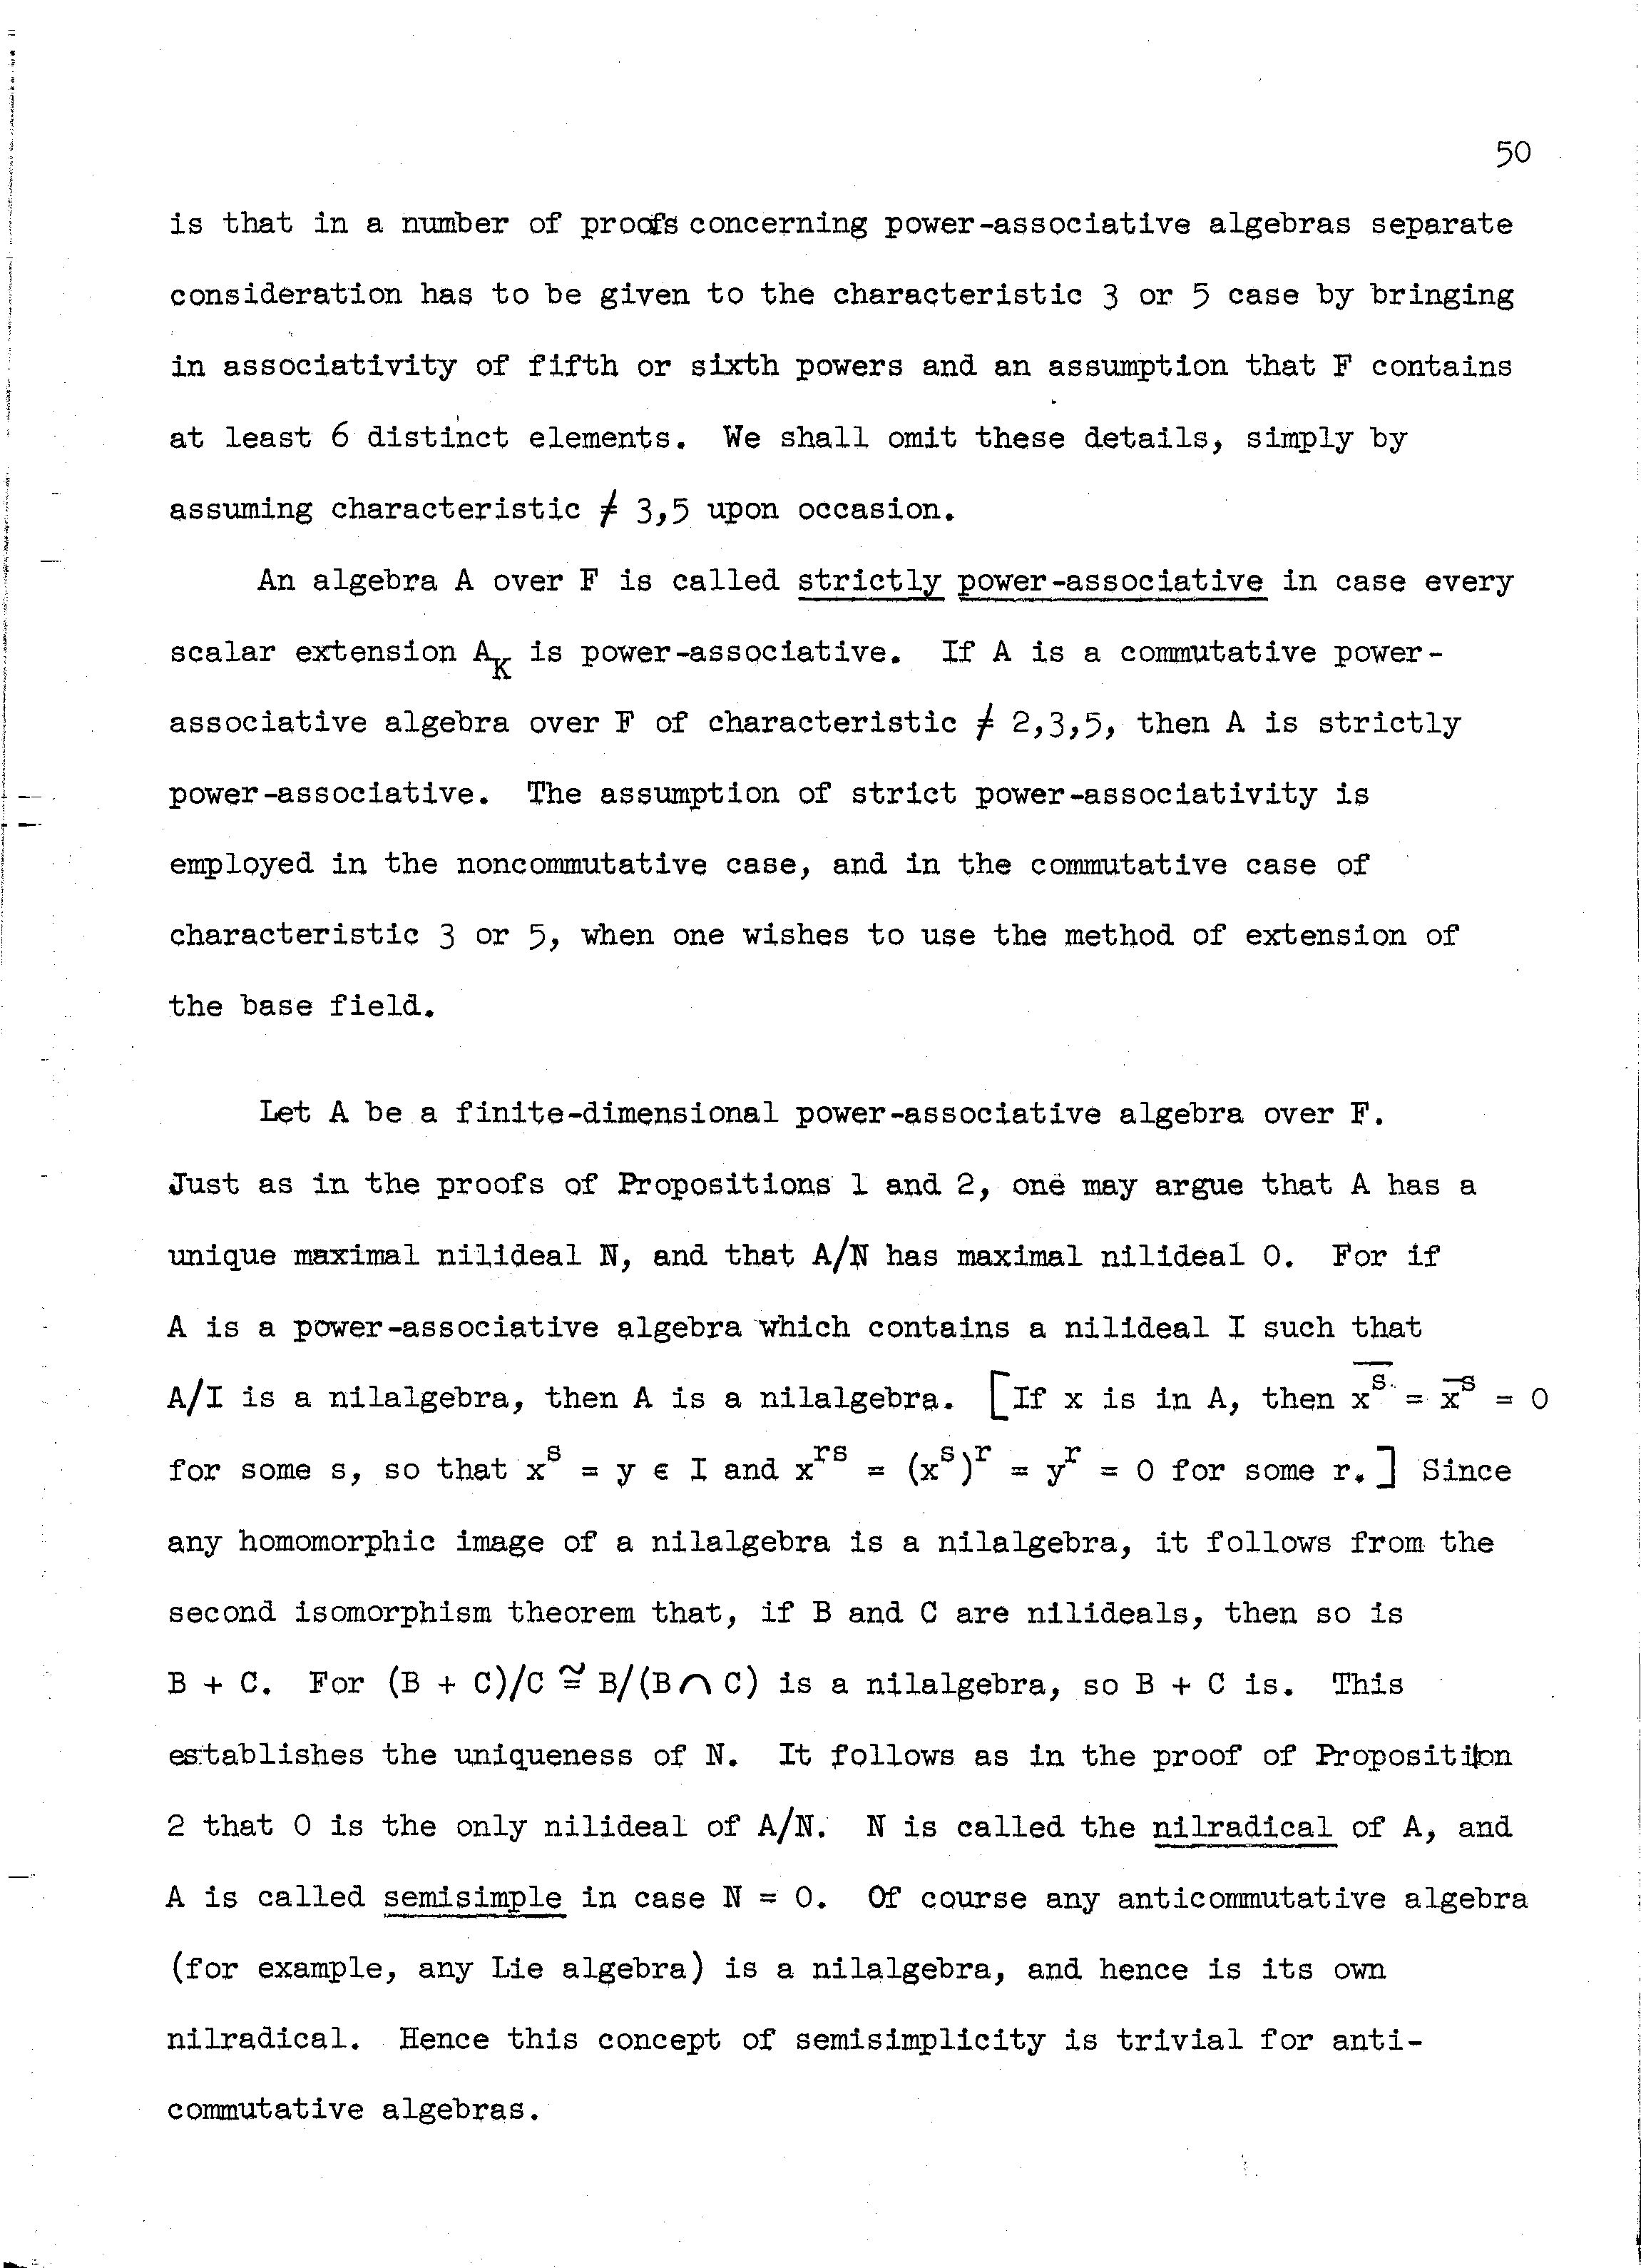 50
is that in a number of proofs concerning power-associative algebras separate
consideration has to be given to the characteristic 3 or 5 case by bringing
in associativity of fifth or sixth powers and an assumption that F contains
at least 6 distinct elements. We shall omit these details, simply by
assuming characteristic ≠ 3,5 upon occasion.
An algebra A over F is called strictly power-associative in case every
scalar extension A_K is power-associative. If A is a commutative power-
associative algebra over F of characteristic ≠ 2,3,5, then A is strictly
power-associative. The assumption of strict power-associativity is
employed in the noncommutative case, and in the commutative case of
characteristic 3 or 5, when one wishes to use the method of extension of
the base field.
Let A be a finite-dimensional power-associative algebra over F.
Just as in the proofs of Propositions 1 and 2, one may argue that A has a
unique maximal nilideal N, and that A/N has maximal nilideal 0. For if
A is a power-associative algebra which contains a nilideal I such that
A/I is a nilalgebra, then A is a nilalgebra. [If x is in A, then \overline{x^s} = \overline{x}^s = 0
for some s, so that x^s = y ϵ I and x^{rs} = (x^s)^r = y^r = 0 for some r.] Since
any homomorphic image of a nilalgebra is a nilalgebra, it follows from the
second isomorphism theorem that, if B and C are nilideals, then so is
B + C. For (B + C)/C ≅ B/(B ∩ C) is a nilalgebra, so B + C is. This
establishes the uniqueness of N. It follows as in the proof of Proposition
2 that 0 is the only nilideal of A/N. N is called the nilradical of A, and
A is called semisimple in case N = 0. Of course any anticommutative algebra
(for example, any Lie algebra) is a nilalgebra, and hence is its own
nilradical. Hence this concept of semisimplicity is trivial for anti-
commutative algebras.